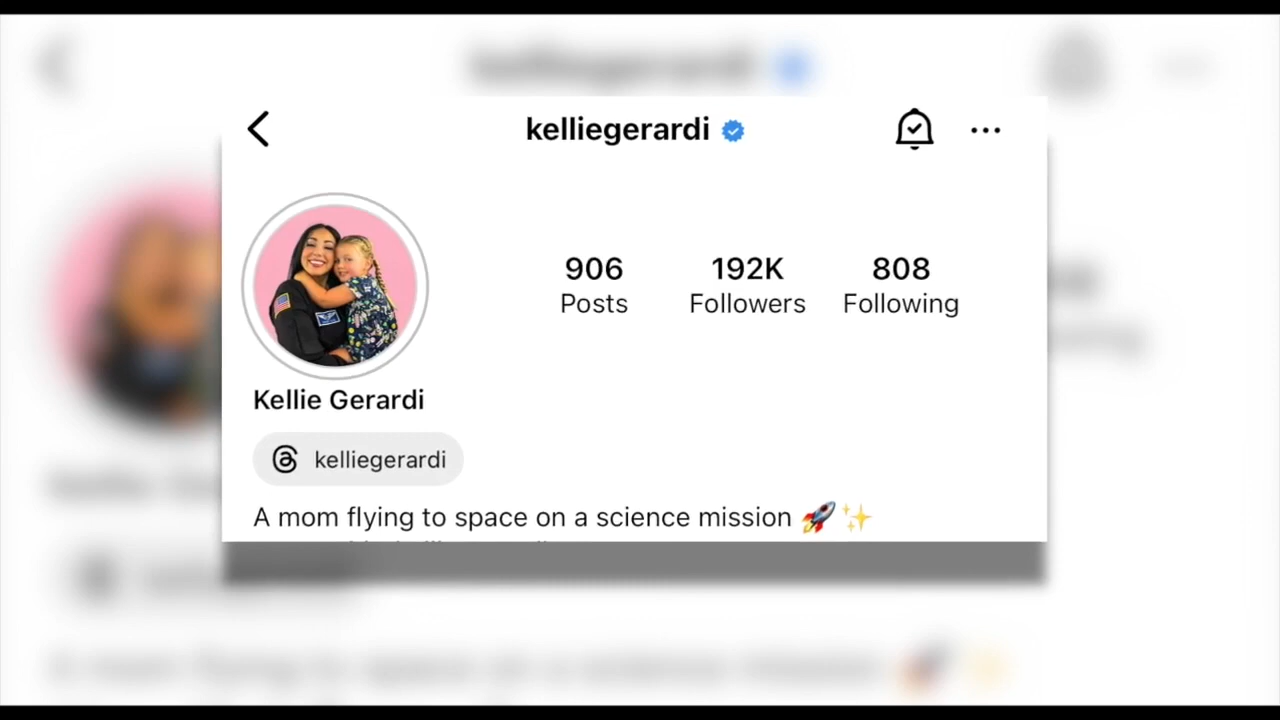 kelliegerardi
906 192K 808
Posts Followers Following
Kellie Gerardi
kelliegerardi
A mom flying to space on a science mission 🚀✨